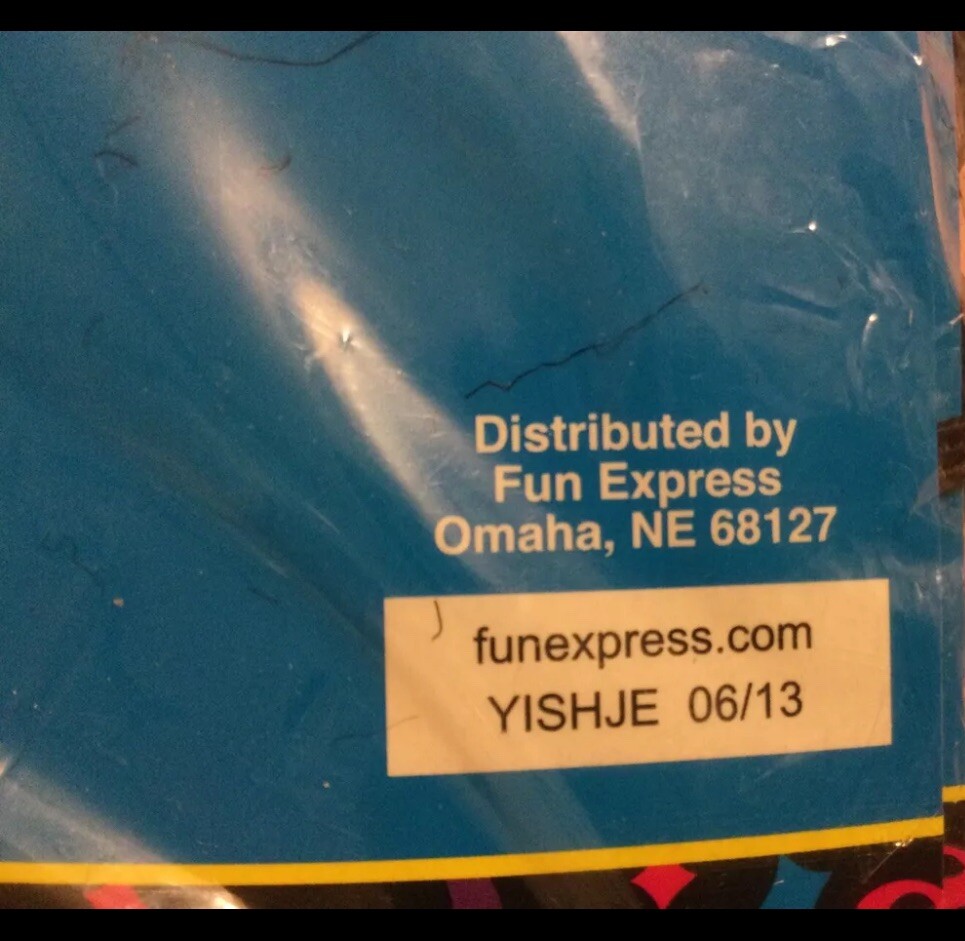 Distributed by
Fun Express
Omaha, NE 68127
funexpress.com
YISHJE 06/13